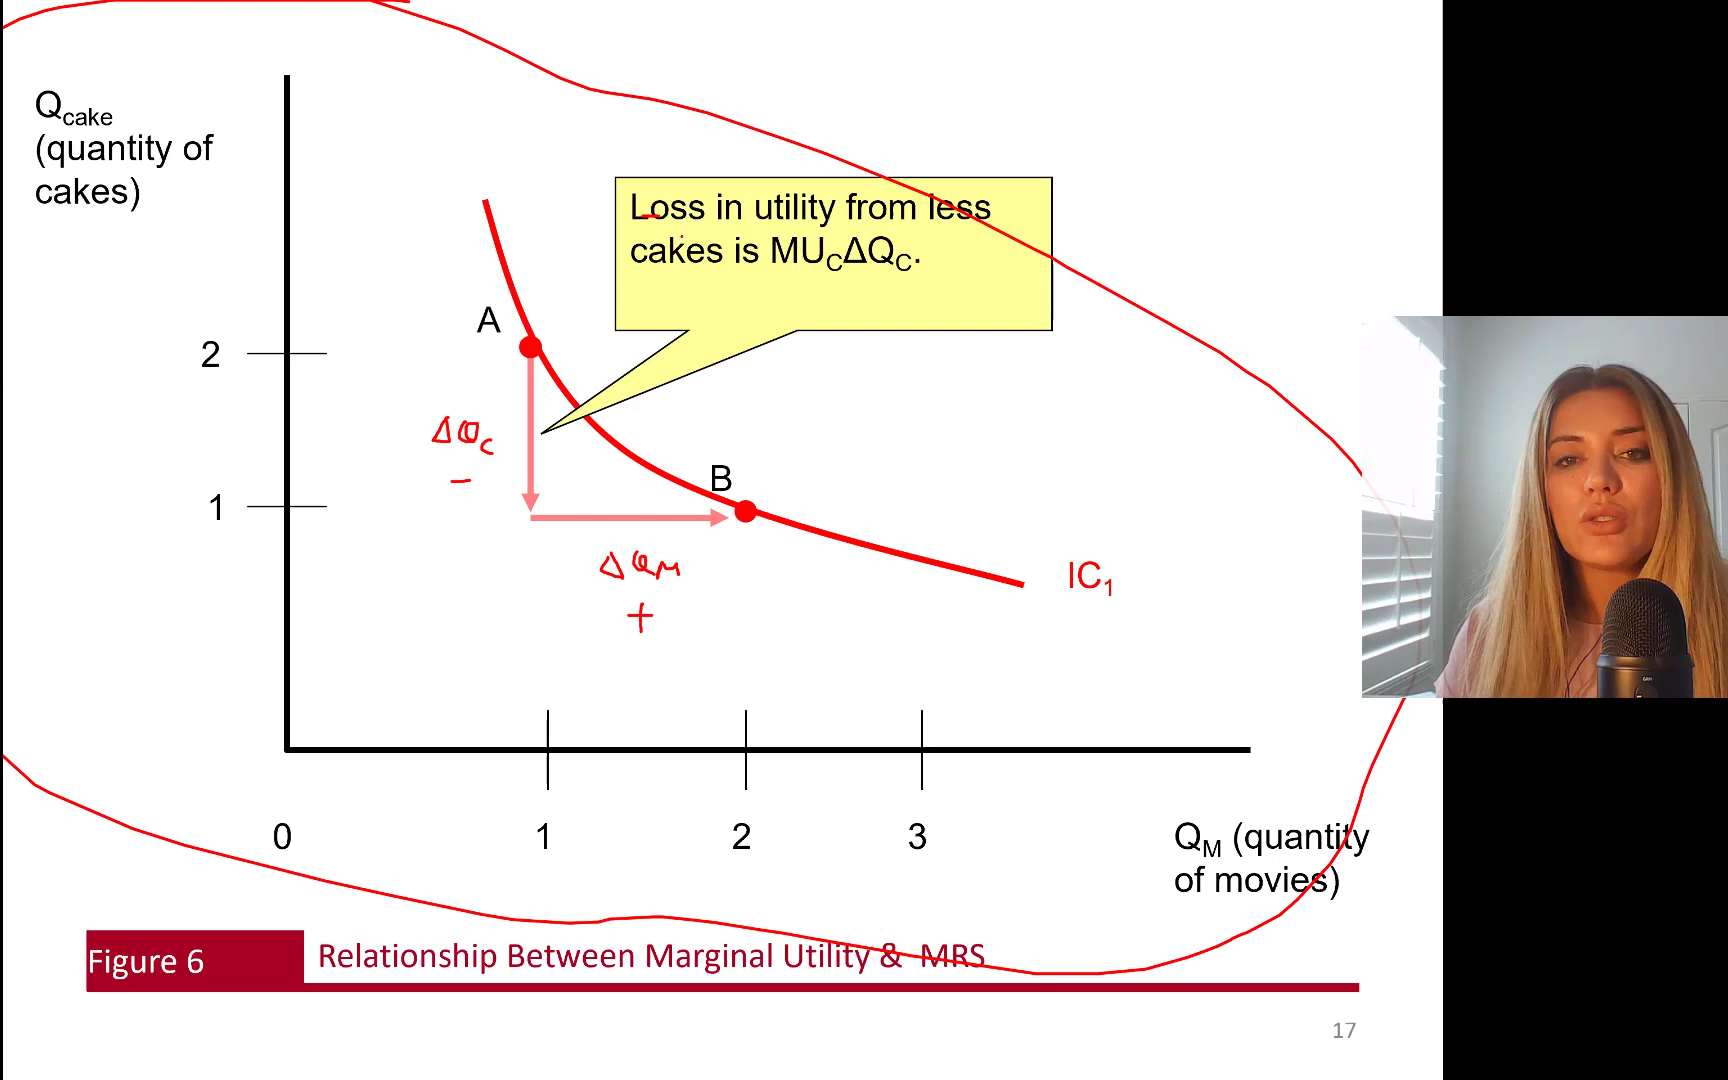 Q_cake
(quantity of
cakes)
Loss in utility from less
cakes is MU_CΔQ_C.
A
2
ΔQ_C
−
B
1
ΔQ_M
+
IC_1
0
1
2
3
Q_M (quantity
of movies)
Figure 6
Relationship Between Marginal Utility & MRS
17